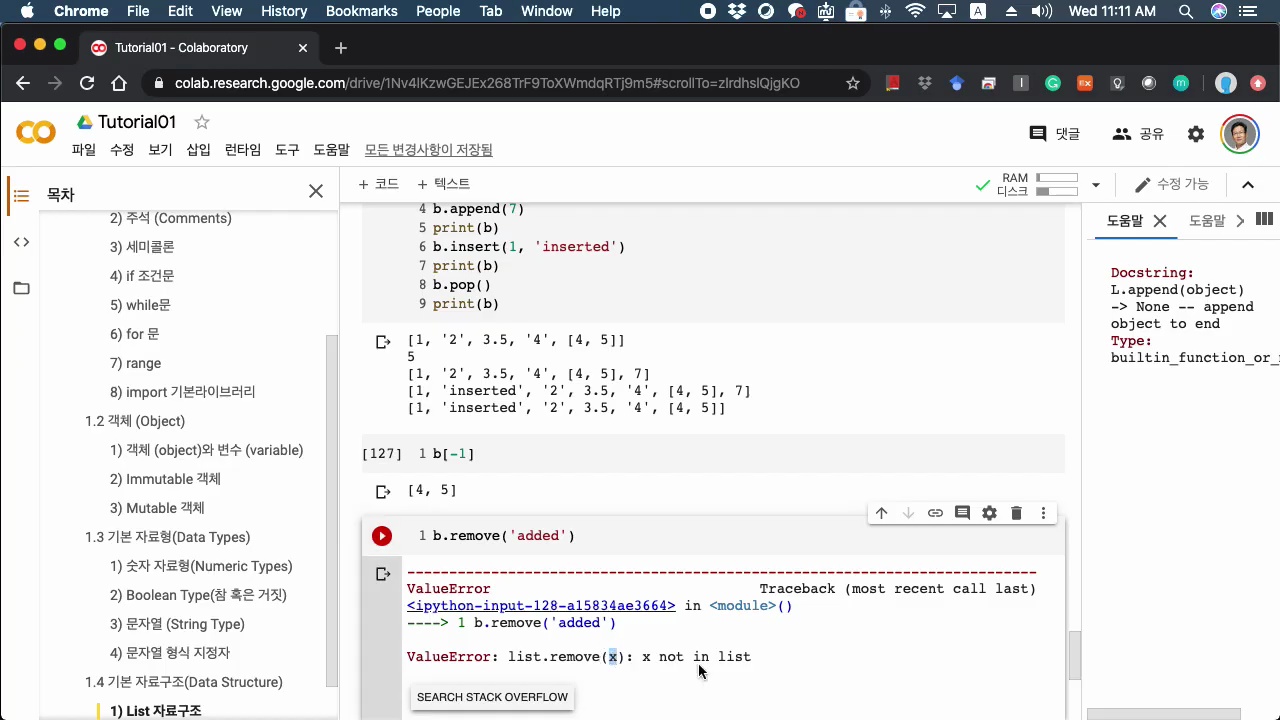 Chrome File Edit View History Bookmarks People Tab Window Help A Wed 11:11 AM
Tutorial01 - Colaboratory
colab.research.google.com/drive/1Nv4lKzwGEJEx268TrF9ToXWmdqRTj9m5#scrollTo=zlrdhsIQjgKO
Tutorial01
댓글 공유
파일 수정 보기 삽입 런타임 도구 도움말 모든 변경사항이 저장됨
목차
+ 코드 + 텍스트
RAM
디스크
수정 가능
2) 주석 (Comments)
3) 세미콜론
4) if 조건문
5) while문
6) for 문
7) range
8) import 기본라이브러리
1.2 객체 (Object)
1) 객체 (object)와 변수 (variable)
2) Immutable 객체
3) Mutable 객체
1.3 기본 자료형(Data Types)
1) 숫자 자료형(Numeric Types)
2) Boolean Type(참 혹은 거짓)
3) 문자열 (String Type)
4) 문자열 형식 지정자
1.4 기본 자료구조(Data Structure)
1) List 자료구조
4 b.append(7)
5 print(b)
6 b.insert(1, 'inserted')
7 print(b)
8 b.pop()
9 print(b)
[1, '2', 3.5, '4', [4, 5]]
5
[1, '2', 3.5, '4', [4, 5], 7]
[1, 'inserted', '2', 3.5, '4', [4, 5], 7]
[1, 'inserted', '2', 3.5, '4', [4, 5]]
[127] 1 b[-1]
[4, 5]
1 b.remove('added')
---------------------------------------------------------------------------
ValueError Traceback (most recent call last)
<ipython-input-128-a15834ae3664> in <module>()
----> 1 b.remove('added')
ValueError: list.remove(x): x not in list
SEARCH STACK OVERFLOW
도움말 도움말
Docstring:
L.append(object)
-> None -- append
object to end
Type:
builtin_function_or_